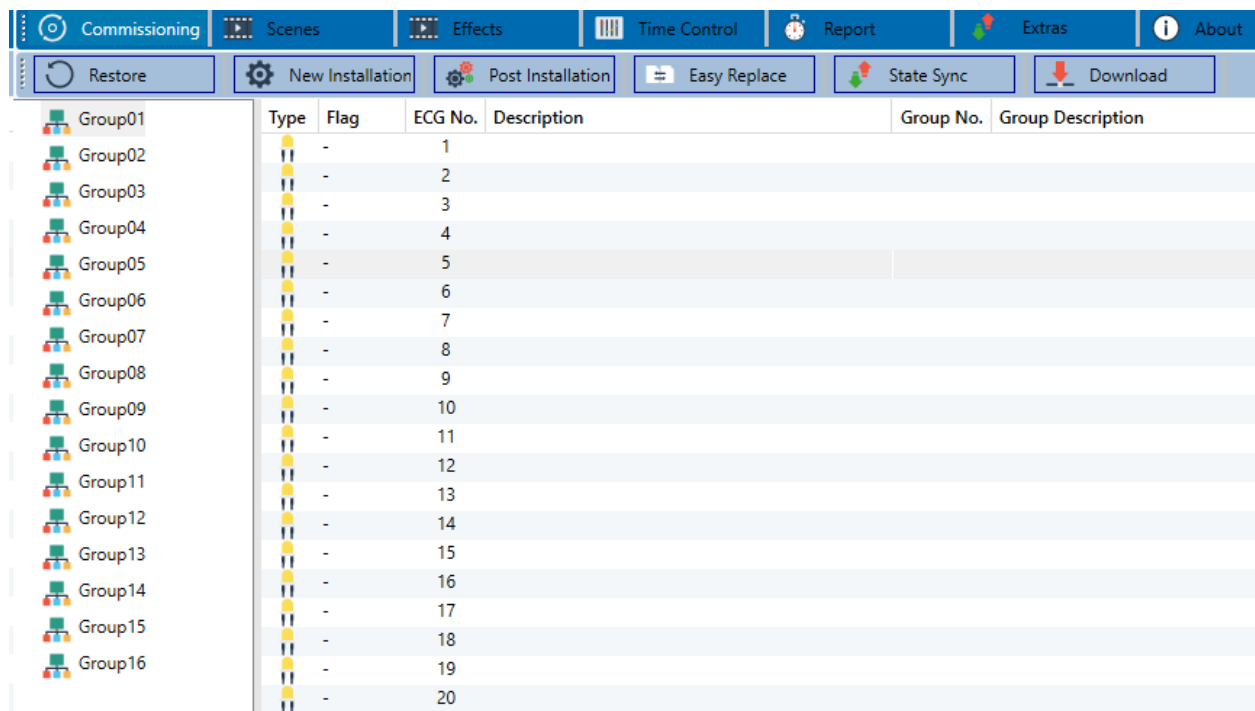 Commissioning Scenes Effects Time Control Report Extras About
Restore New Installation Post Installation Easy Replace State Sync Download
Group01
Group02
Group03
Group04
Group05
Group06
Group07
Group08
Group09
Group10
Group11
Group12
Group13
Group14
Group15
Group16
Type Flag ECG No. Description Group No. Group Description
- 1
- 2
- 3
- 4
- 5
- 6
- 7
- 8
- 9
- 10
- 11
- 12
- 13
- 14
- 15
- 16
- 17
- 18
- 19
- 20